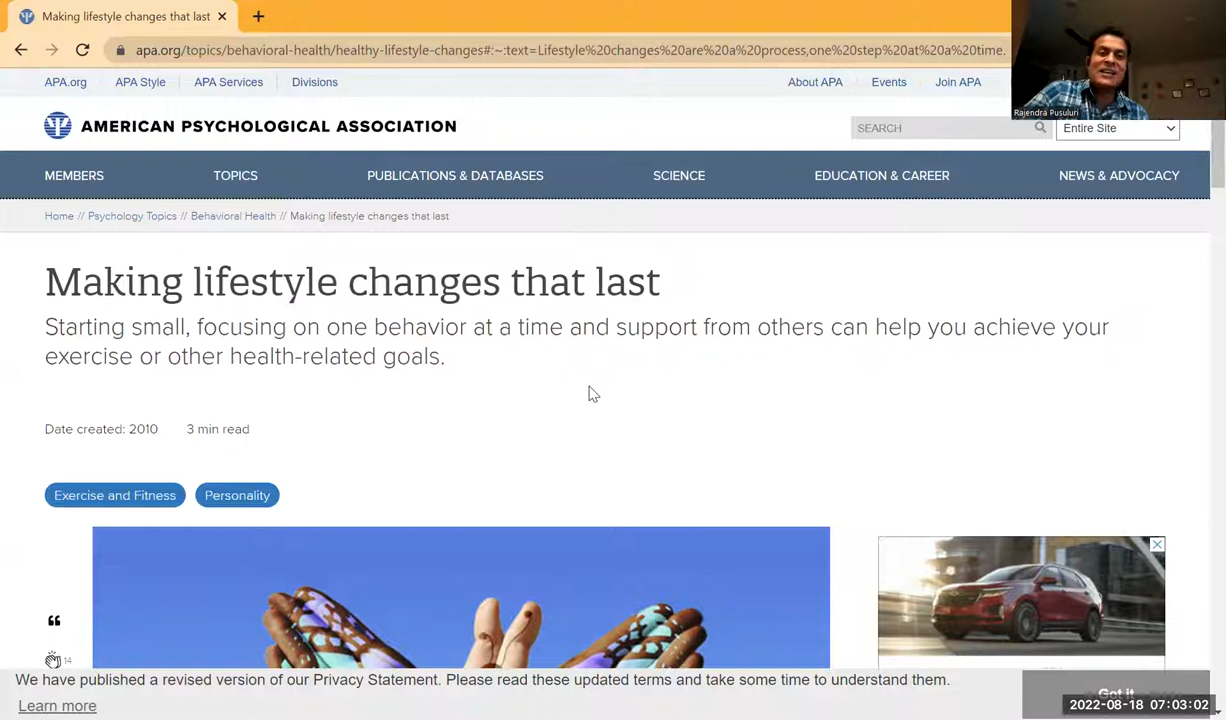 Making lifestyle changes that last
apa.org/topics/behavioral-health/healthy-lifestyle-changes#:~:text=Lifestyle%20changes%20are%20a%20process,one%20step%20at%20a%20time.
Rajendra Pusuluri
APA.org APA Style APA Services Divisions About APA Events Join APA
AMERICAN PSYCHOLOGICAL ASSOCIATION
SEARCH Entire Site
MEMBERS TOPICS PUBLICATIONS & DATABASES SCIENCE EDUCATION & CAREER NEWS & ADVOCACY
Home // Psychology Topics // Behavioral Health // Making lifestyle changes that last
Making lifestyle changes that last
Starting small, focusing on one behavior at a time and support from others can help you achieve your
exercise or other health-related goals.
Date created: 2010 3 min read
Exercise and Fitness Personality
14
We have published a revised version of our Privacy Statement. Please read these updated terms and take some time to understand them.
Learn more
Got it
2022-08-18 07:03:02